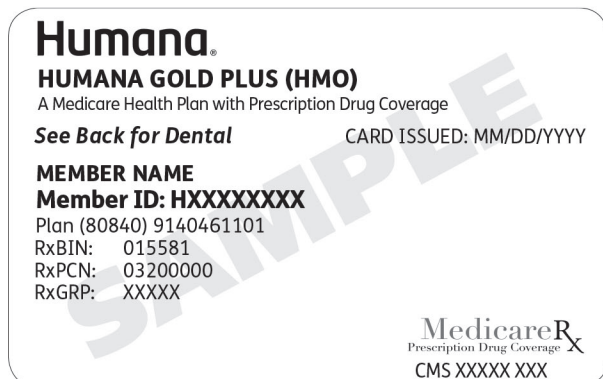 Humana®
HUMANA GOLD PLUS (HMO)
A Medicare Health Plan with Prescription Drug Coverage
See Back for Dental CARD ISSUED: MM/DD/YYYY
MEMBER NAME
Member ID: HXXXXXXXX
Plan (80840) 9140461101
RxBIN: 015581
RxPCN: 03200000
RxGRP: XXXXX
SAMPLE
MedicareRx
Prescription Drug Coverage
CMS XXXXX XXX